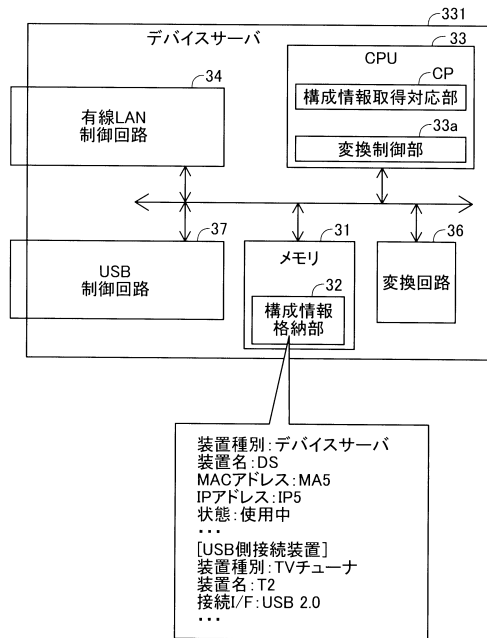 331
デバイスサーバ
33
CPU
CP
構成情報取得対応部
33a
変換制御部
34
有線LAN
制御回路
37
USB
制御回路
31
メモリ
32
構成情報
格納部
36
変換回路
装置種別:デバイスサーバ
装置名:DS
MACアドレス:MA5
IPアドレス:IP5
状態:使用中
・・・
[USB側接続装置]
装置種別:TVチューナ
装置名:T2
接続I/F:USB 2.0
・・・